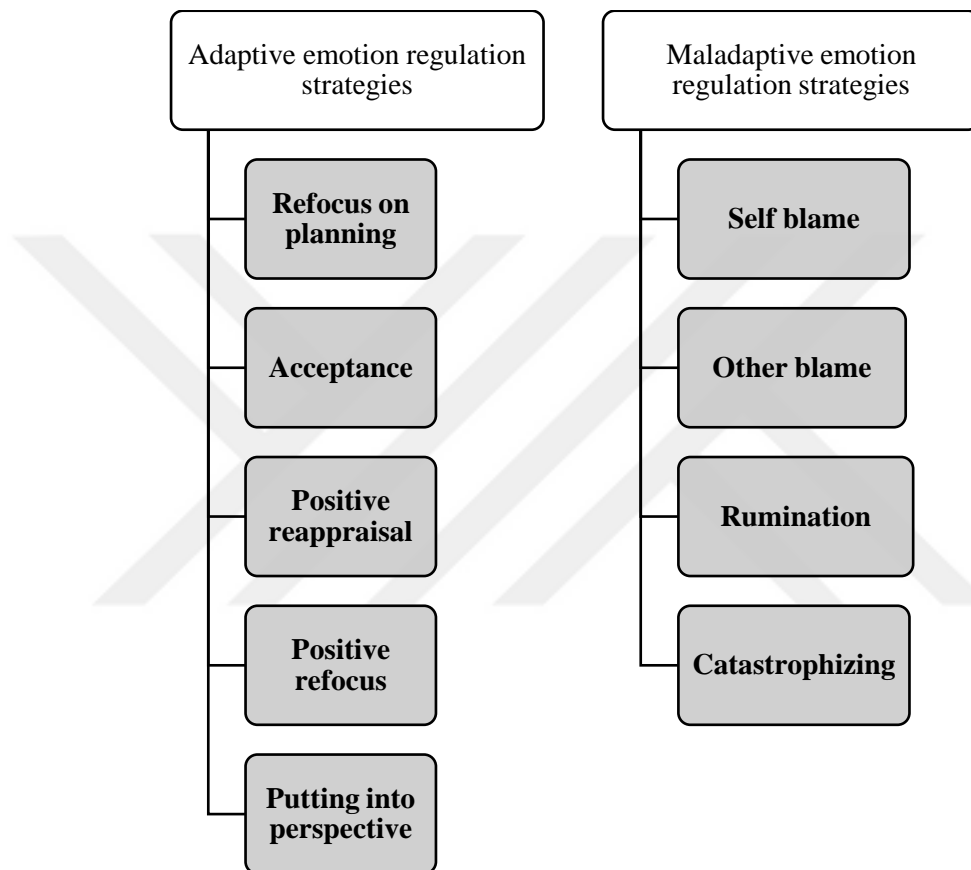 Adaptive emotion regulation
strategies
Refocus on
planning
Acceptance
Positive
reappraisal
Positive
refocus
Putting into
perspective
Maladaptive emotion
regulation strategies
Self blame
Other blame
Rumination
Catastrophizing